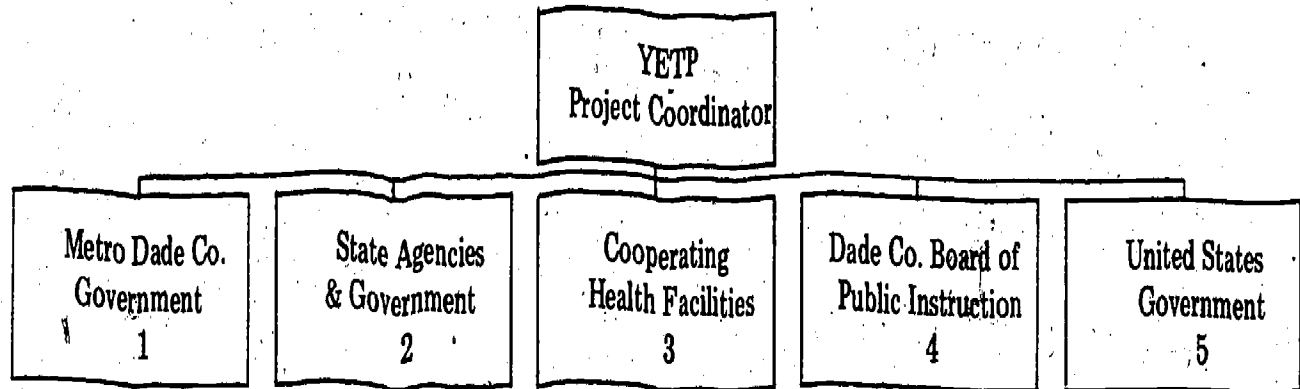 YETP
Project Coordinator
Metro Dade Co.
Government
1
State Agencies
& Government
2
Cooperating
Health Facilities
3
Dade Co. Board of
Public Instruction
4
United States
Government
5